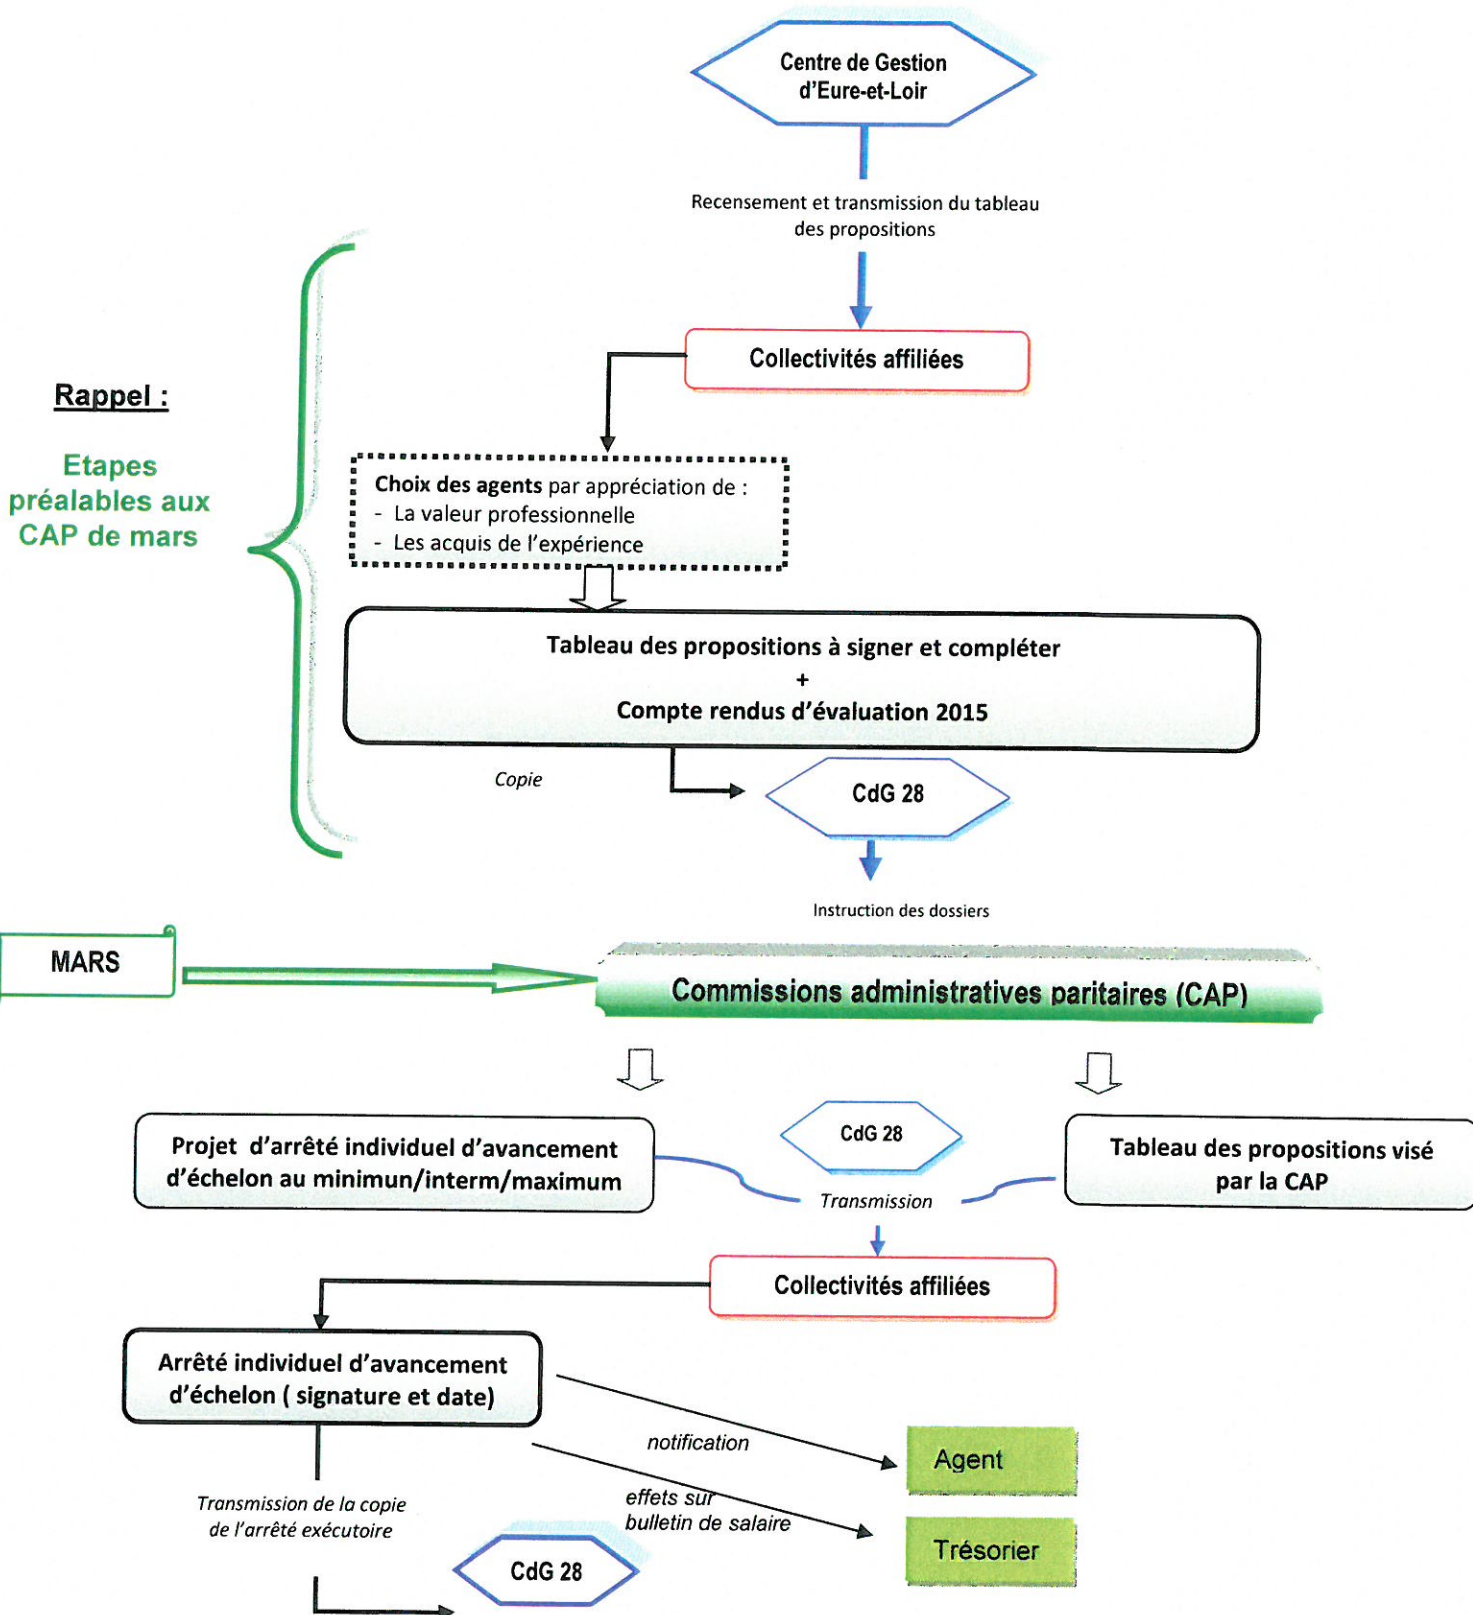 Centre de Gestion
d'Eure-et-Loir
Recensement et transmission du tableau
des propositions
Collectivités affiliées
Rappel :
Etapes
préalables aux
CAP de mars
Choix des agents par appréciation de :
- La valeur professionnelle
- Les acquis de l'expérience
Tableau des propositions à signer et compléter
+
Compte rendus d'évaluation 2015
Copie
CdG 28
Instruction des dossiers
MARS
Commissions administratives paritaires (CAP)
Projet d'arrêté individuel d'avancement
d'échelon au minimun/interm/maximum
CdG 28
Transmission
Tableau des propositions visé
par la CAP
Collectivités affiliées
Arrêté individuel d'avancement
d'échelon ( signature et date)
notification
Agent
effets sur
bulletin de salaire
Trésorier
Transmission de la copie
de l'arrêté exécutoire
CdG 28